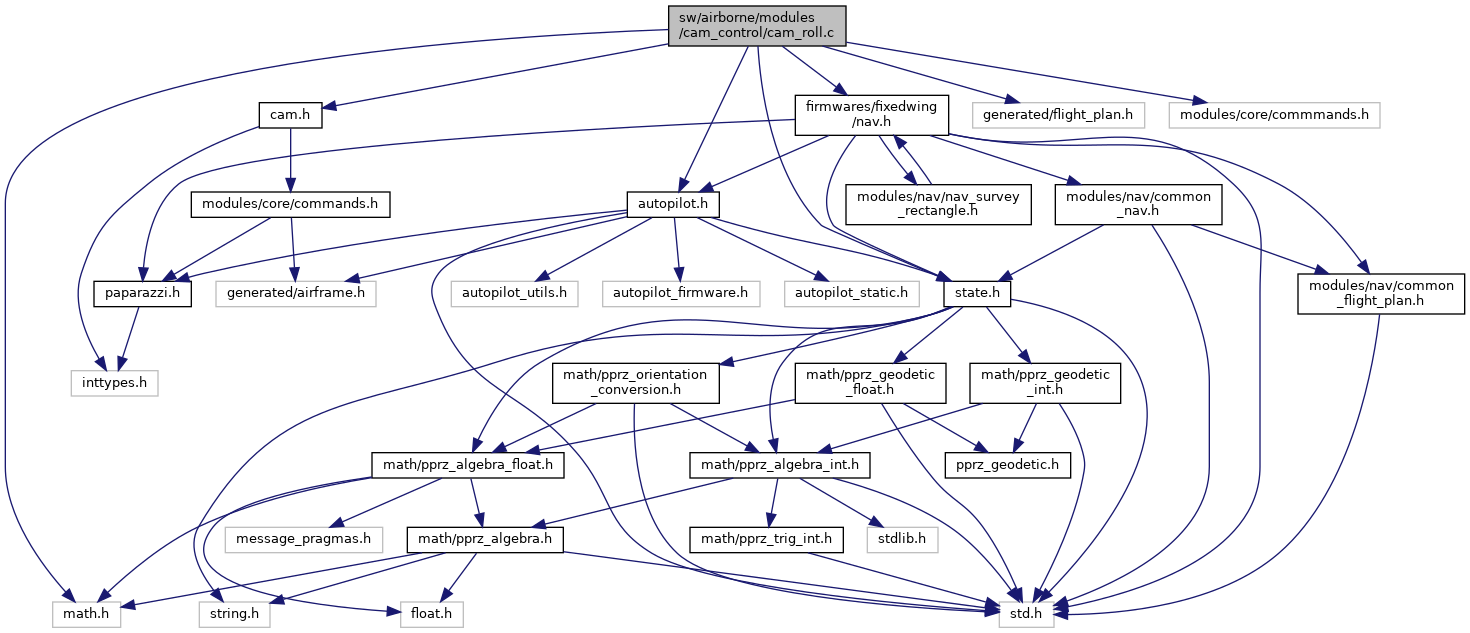 sw/airborne/modules
/cam_control/cam_roll.c
cam.h
firmwares/fixedwing
/nav.h
generated/flight_plan.h
modules/core/commmands.h
modules/core/commands.h
autopilot.h
modules/nav/nav_survey
_rectangle.h
modules/nav/common
_nav.h
paparazzi.h
generated/airframe.h
autopilot_utils.h
autopilot_firmware.h
autopilot_static.h
state.h
modules/nav/common
_flight_plan.h
inttypes.h
math/pprz_orientation
_conversion.h
math/pprz_geodetic
_float.h
math/pprz_geodetic
_int.h
math/pprz_algebra_float.h
math/pprz_algebra_int.h
pprz_geodetic.h
message_pragmas.h
math/pprz_algebra.h
math/pprz_trig_int.h
stdlib.h
math.h
string.h
float.h
std.h